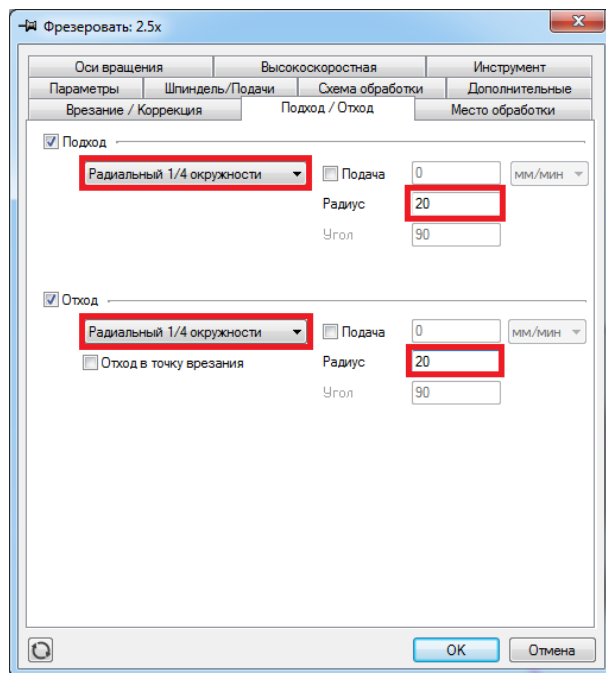 Фрезеровать: 2.5x
Оси вращения Высокоскоростная Инструмент
Параметры Шпиндель/Подачи Схема обработки Дополнительные
Врезание / Коррекция Подход / Отход Место обработки
Подход
Радиальный 1/4 окружности Подача 0 мм/мин
Радиус 20
Угол 90
Отход
Радиальный 1/4 окружности Подача 0 мм/мин
Отход в точку врезания Радиус 20
Угол 90
OK Отмена